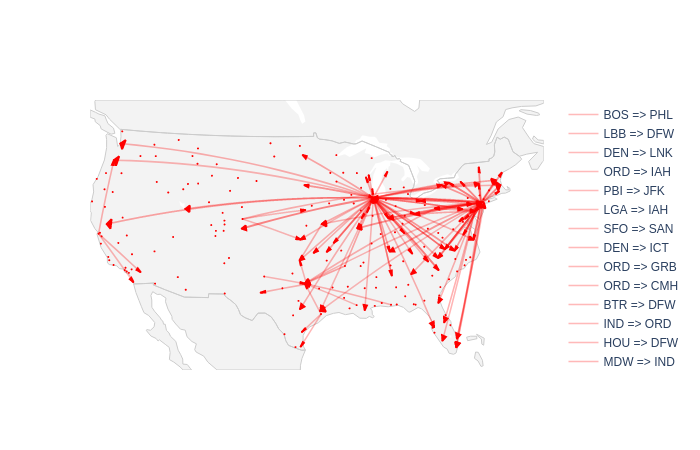 BOS => PHL
LBB => DFW
DEN => LNK
ORD => IAH
PBI => JFK
LGA => IAH
SFO => SAN
DEN => ICT
ORD => GRB
ORD => CMH
BTR => DFW
IND => ORD
HOU => DFW
MDW => IND